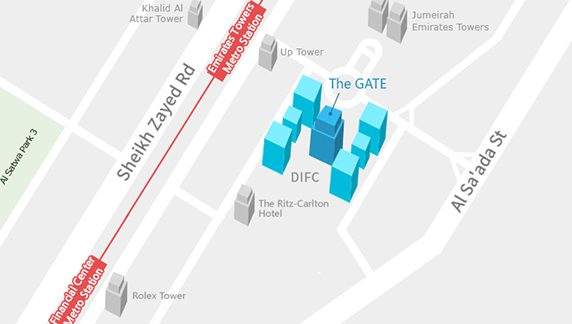 Khalid Al
Attar Tower
Emirates Towers
Metro Station
Jumeirah
Emirates Towers
Up Tower
The GATE
Sheikh Zayed Rd
Al Satwa Park 3
DIFC
Al Sa'ada St
The Ritz-Carlton
Hotel
Financial Center
Metro Station
Rolex Tower